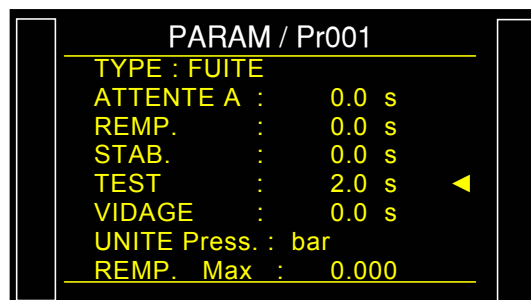 PARAM / Pr001
TYPE : FUITE
ATTENTE A : 0.0 s
REMP. : 0.0 s
STAB. : 0.0 s
TEST : 2.0 s ◄
VIDAGE : 0.0 s
UNITE Press. : bar
REMP. Max : 0.000